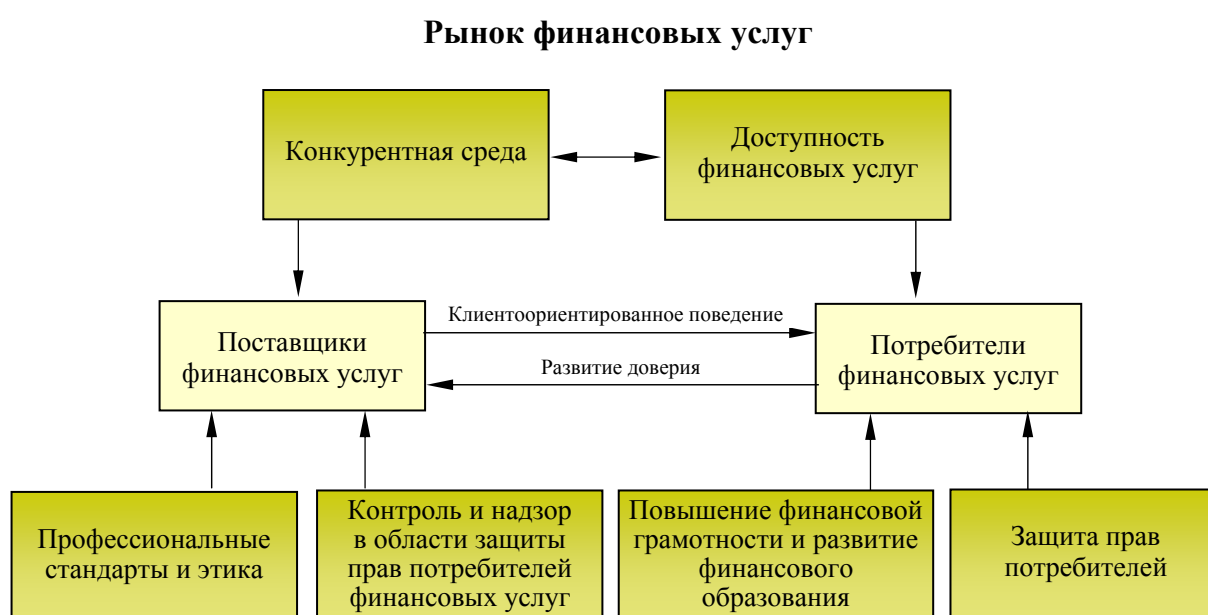 Рынок финансовых услуг
Конкурентная среда
Доступность
финансовых услуг
Поставщики
финансовых услуг
Клиентоориентированное поведение
Развитие доверия
Потребители
финансовых услуг
Профессиональные
стандарты и этика
Контроль и надзор
в области защиты
прав потребителей
финансовых услуг
Повышение финансовой
грамотности и развитие
финансового
образования
Защита прав
потребителей